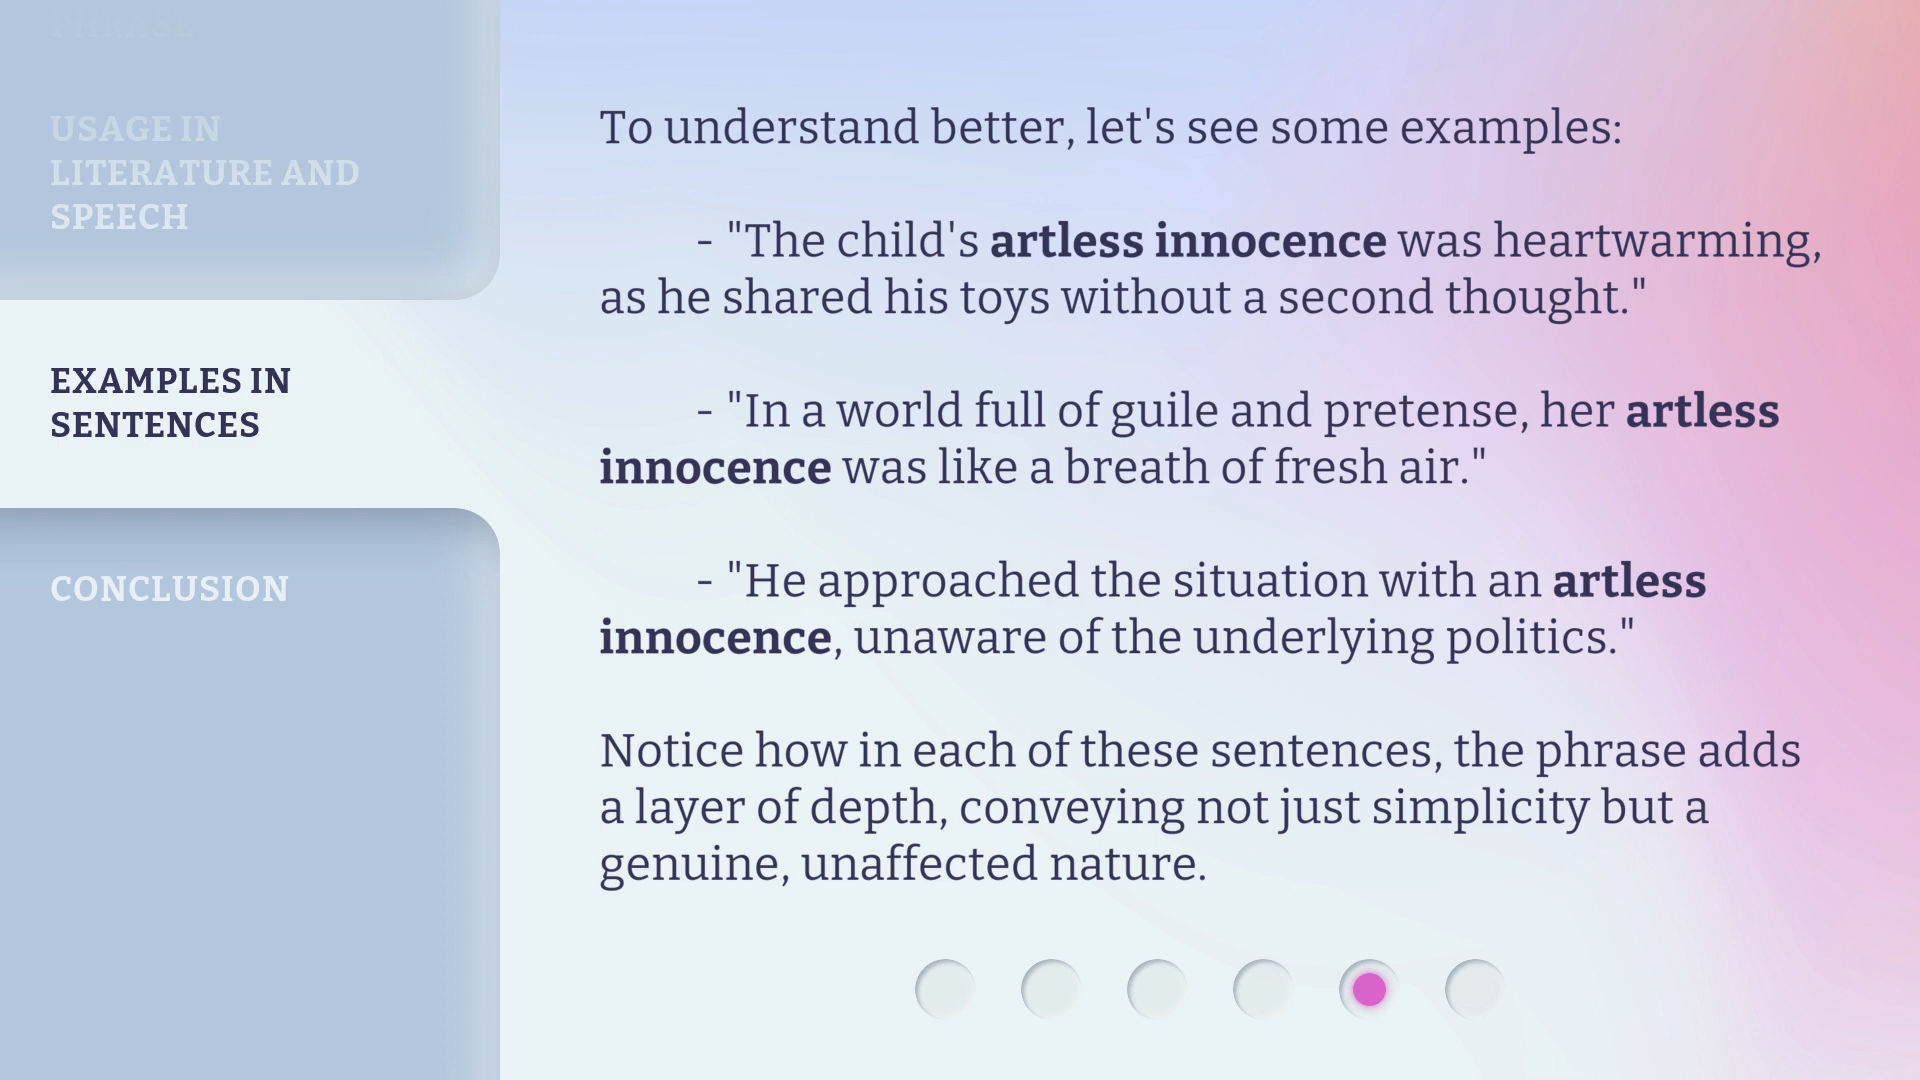 PHRASE
USAGE IN
LITERATURE AND
SPEECH
EXAMPLES IN
SENTENCES
CONCLUSION
To understand better, let's see some examples:
- "The child's artless innocence was heartwarming,
as he shared his toys without a second thought."
- "In a world full of guile and pretense, her artless
innocence was like a breath of fresh air."
- "He approached the situation with an artless
innocence, unaware of the underlying politics."
Notice how in each of these sentences, the phrase adds
a layer of depth, conveying not just simplicity but a
genuine, unaffected nature.